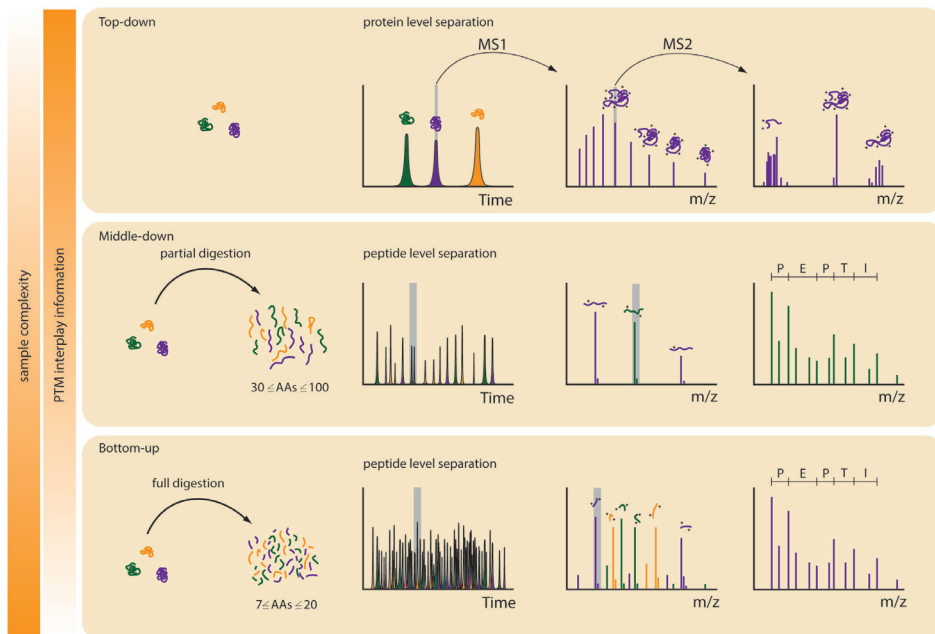 sample complexity
PTM interplay information
Top-down
protein level separation
MS1
MS2
Time
m/z
m/z
Middle-down
partial digestion
30 ≤AAs ≤100
peptide level separation
Time
m/z
P E P T I
m/z
Bottom-up
full digestion
7≤AAs ≤20
peptide level separation
Time
m/z
P E P T I
m/z